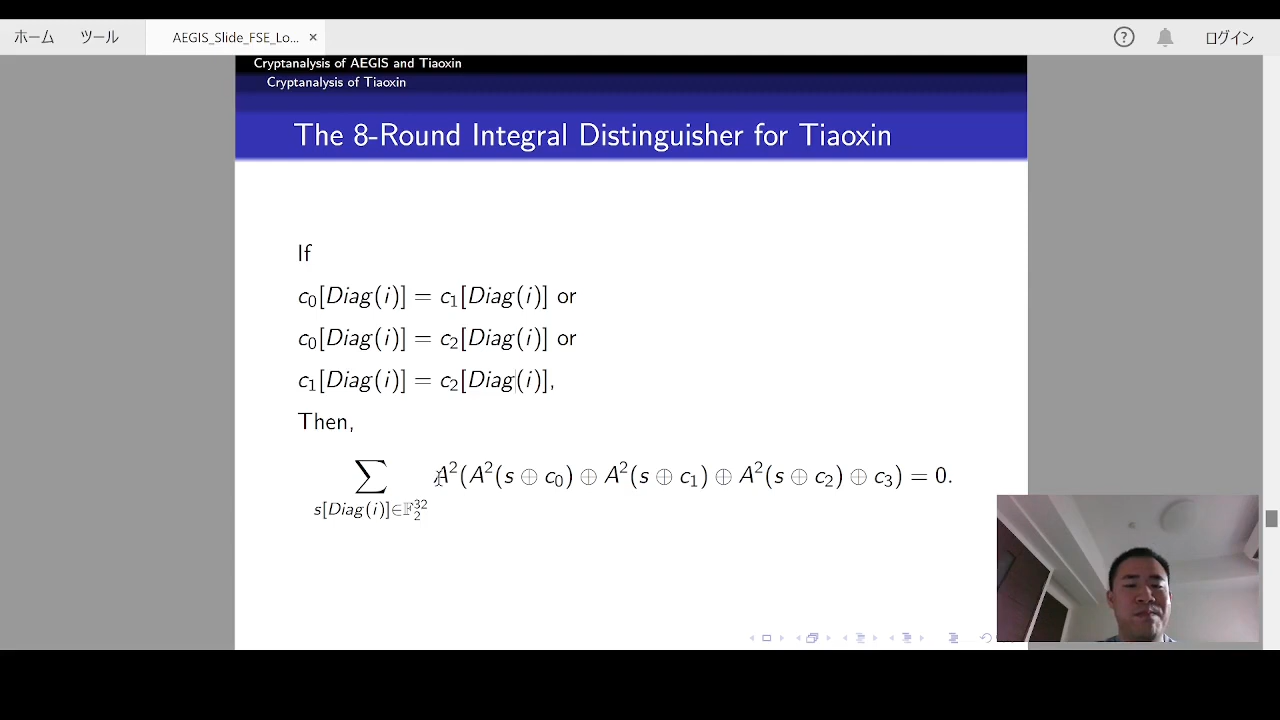 ホーム ツール AEGIS_Slide_FSE_Lo... × ? ログイン
Cryptanalysis of AEGIS and Tiaoxin
Cryptanalysis of Tiaoxin
The 8-Round Integral Distinguisher for Tiaoxin
If
c₀[Diag(i)] = c₁[Diag(i)] or
c₀[Diag(i)] = c₂[Diag(i)] or
c₁[Diag(i)] = c₂[Diag(i)],
Then,
∑ A²(A²(s ⊕ c₀) ⊕ A²(s ⊕ c₁) ⊕ A²(s ⊕ c₂) ⊕ c₃) = 0.
s[Diag(i)]∈𝔽₂³²